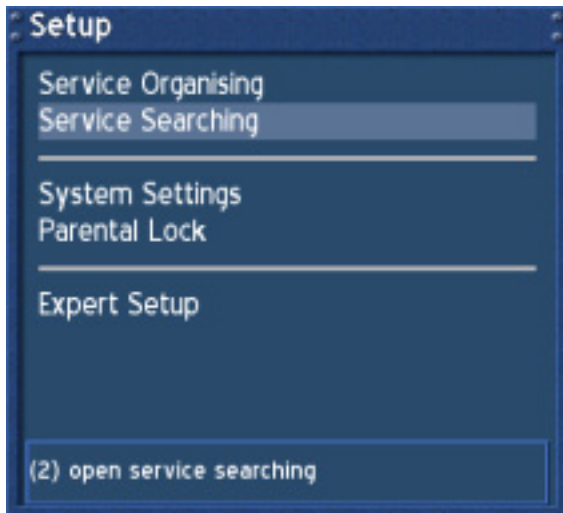 Setup
Service Organising
Service Searching
System Settings
Parental Lock
Expert Setup
(2) open service searching